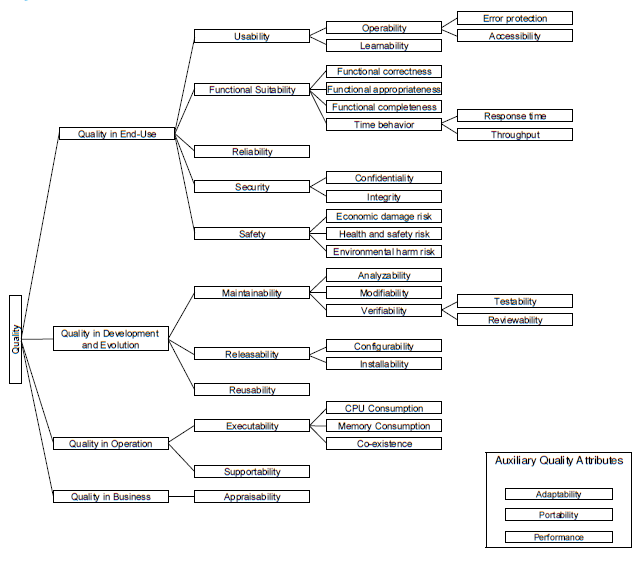 Error protection
Operability
Usability
Accessibility
Learnability
Functional correctness
Functional Suitability
Functional appropriateness
Functional completeness
Response time
Time behavior
Throughput
Quality in End-Use
Reliability
Confidentiality
Security
Integrity
Economic damage risk
Safety
Health and safety risk
Environmental harm risk
Analyzability
Maintainability
Modifiability
Testability
Verifiability
Reviewability
Quality
Quality in Development
and Evolution
Configurability
Releasability
Installability
Reusability
CPU Consumption
Executability
Memory Consumption
Quality in Operation
Co-existence
Supportability
Quality in Business
Appraisability
Auxiliary Quality Attributes
Adaptability
Portability
Performance